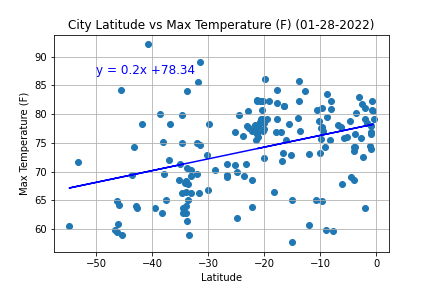 City Latitude vs Max Temperature (F) (01-28-2022)
90
y = 0.2x +78.34
85
80
75
70
65
60
Max Temperature (F)
−50 −40 −30 −20 −10 0
Latitude